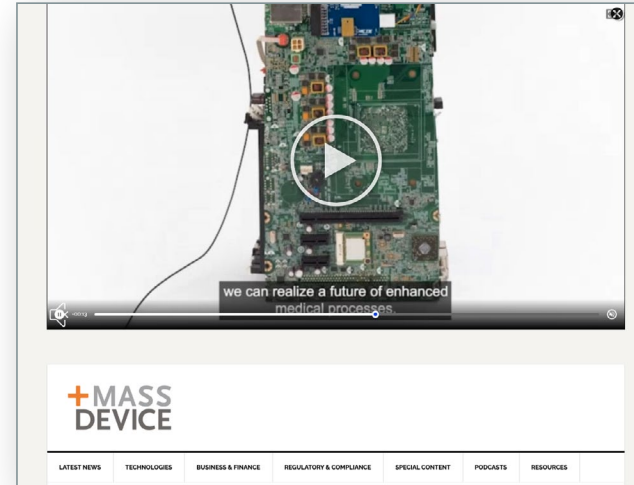 we can realize a future of enhanced
medical processes.
+MASS
DEVICE
LATEST NEWS
TECHNOLOGIES
BUSINESS & FINANCE
REGULATORY & COMPLIANCE
SPECIAL CONTENT
PODCASTS
RESOURCES